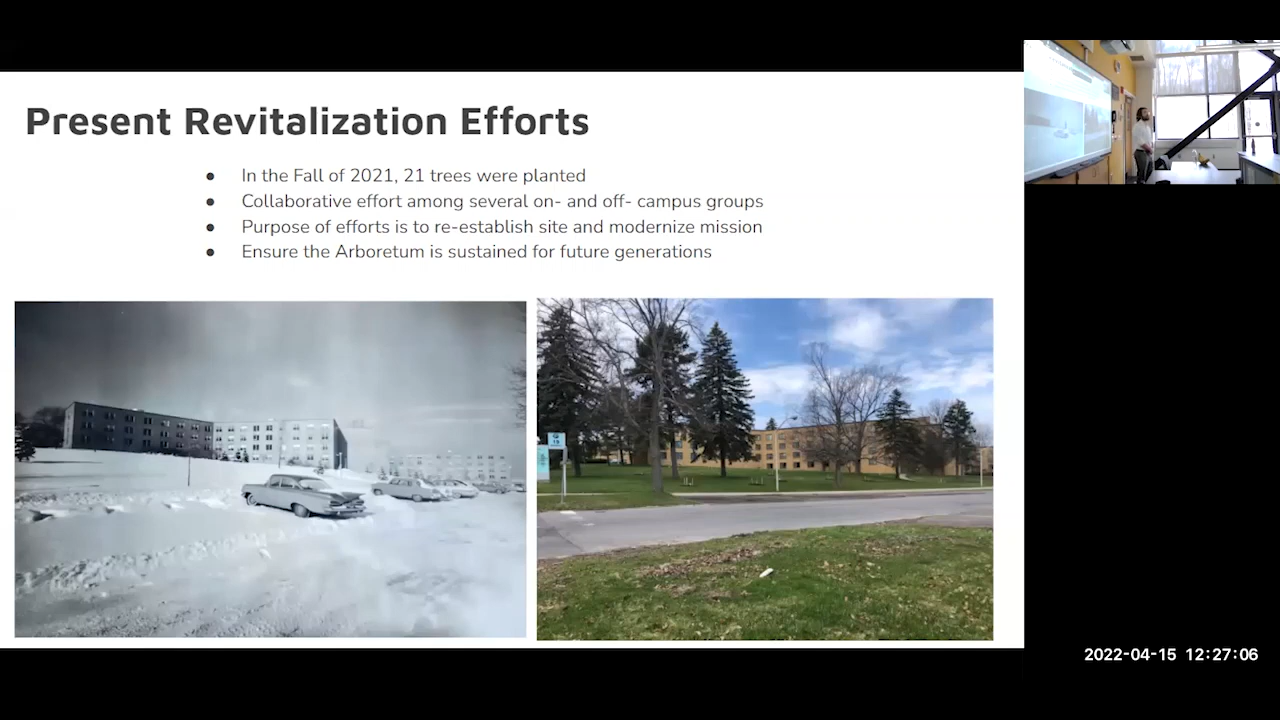 Present Revitalization Efforts
● In the Fall of 2021, 21 trees were planted
● Collaborative effort among several on- and off- campus groups
● Purpose of efforts is to re-establish site and modernize mission
● Ensure the Arboretum is sustained for future generations
2022-04-15 12:27:06